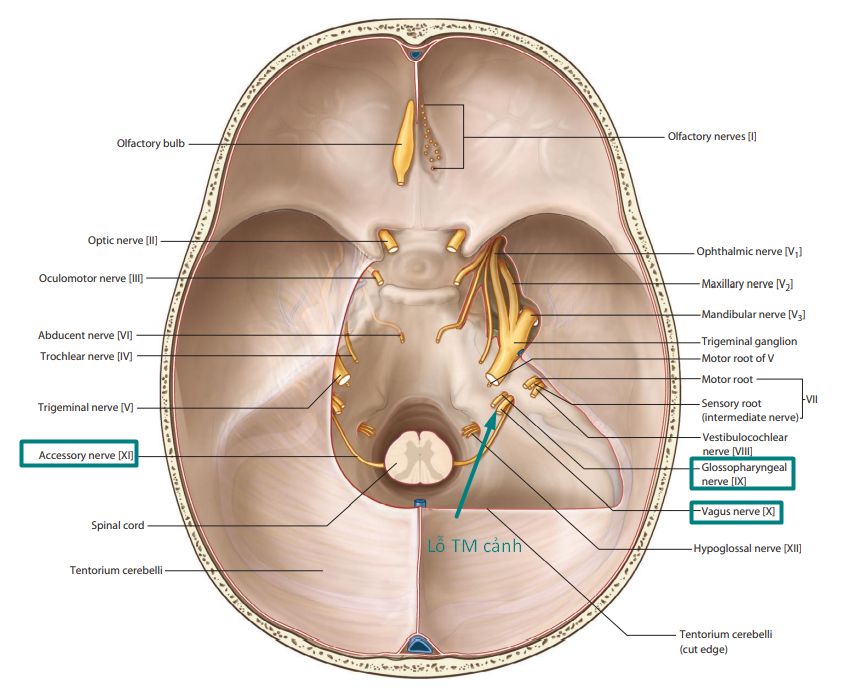 Olfactory bulb
Olfactory nerves [I]
Optic nerve [II]
Oculomotor nerve [III]
Abducent nerve [VI]
Trochlear nerve [IV]
Trigeminal nerve [V]
Accessory nerve [XI]
Spinal cord
Tentorium cerebelli
Ophthalmic nerve [V1]
Maxillary nerve [V2]
Mandibular nerve [V3]
Trigeminal ganglion
Motor root of V
Motor root
VII
Sensory root
(intermediate nerve)
Vestibulocochlear
nerve [VIII]
Glossopharyngeal
nerve [IX]
Vagus nerve [X]
Lỗ TM cảnh
Hypoglossal nerve [XII]
Tentorium cerebelli
(cut edge)